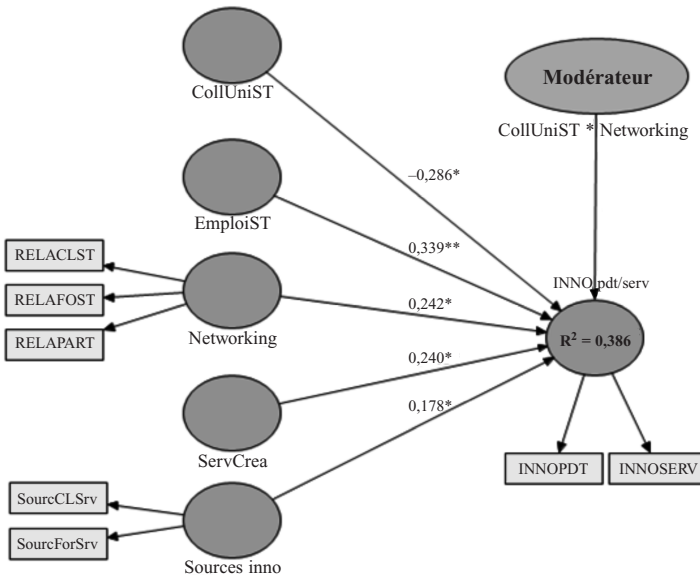 CollUniST
Modérateur
CollUniST * Networking
–0,286*
EmploiST
0,339**
RELACLST
RELAFOST
RELAPART
Networking
0,242*
INNO pdt/serv
R² = 0,386
0,240*
ServCrea
0,178*
INNOPDT
INNOSERV
SourcCLSrv
SourcForSrv
Sources inno